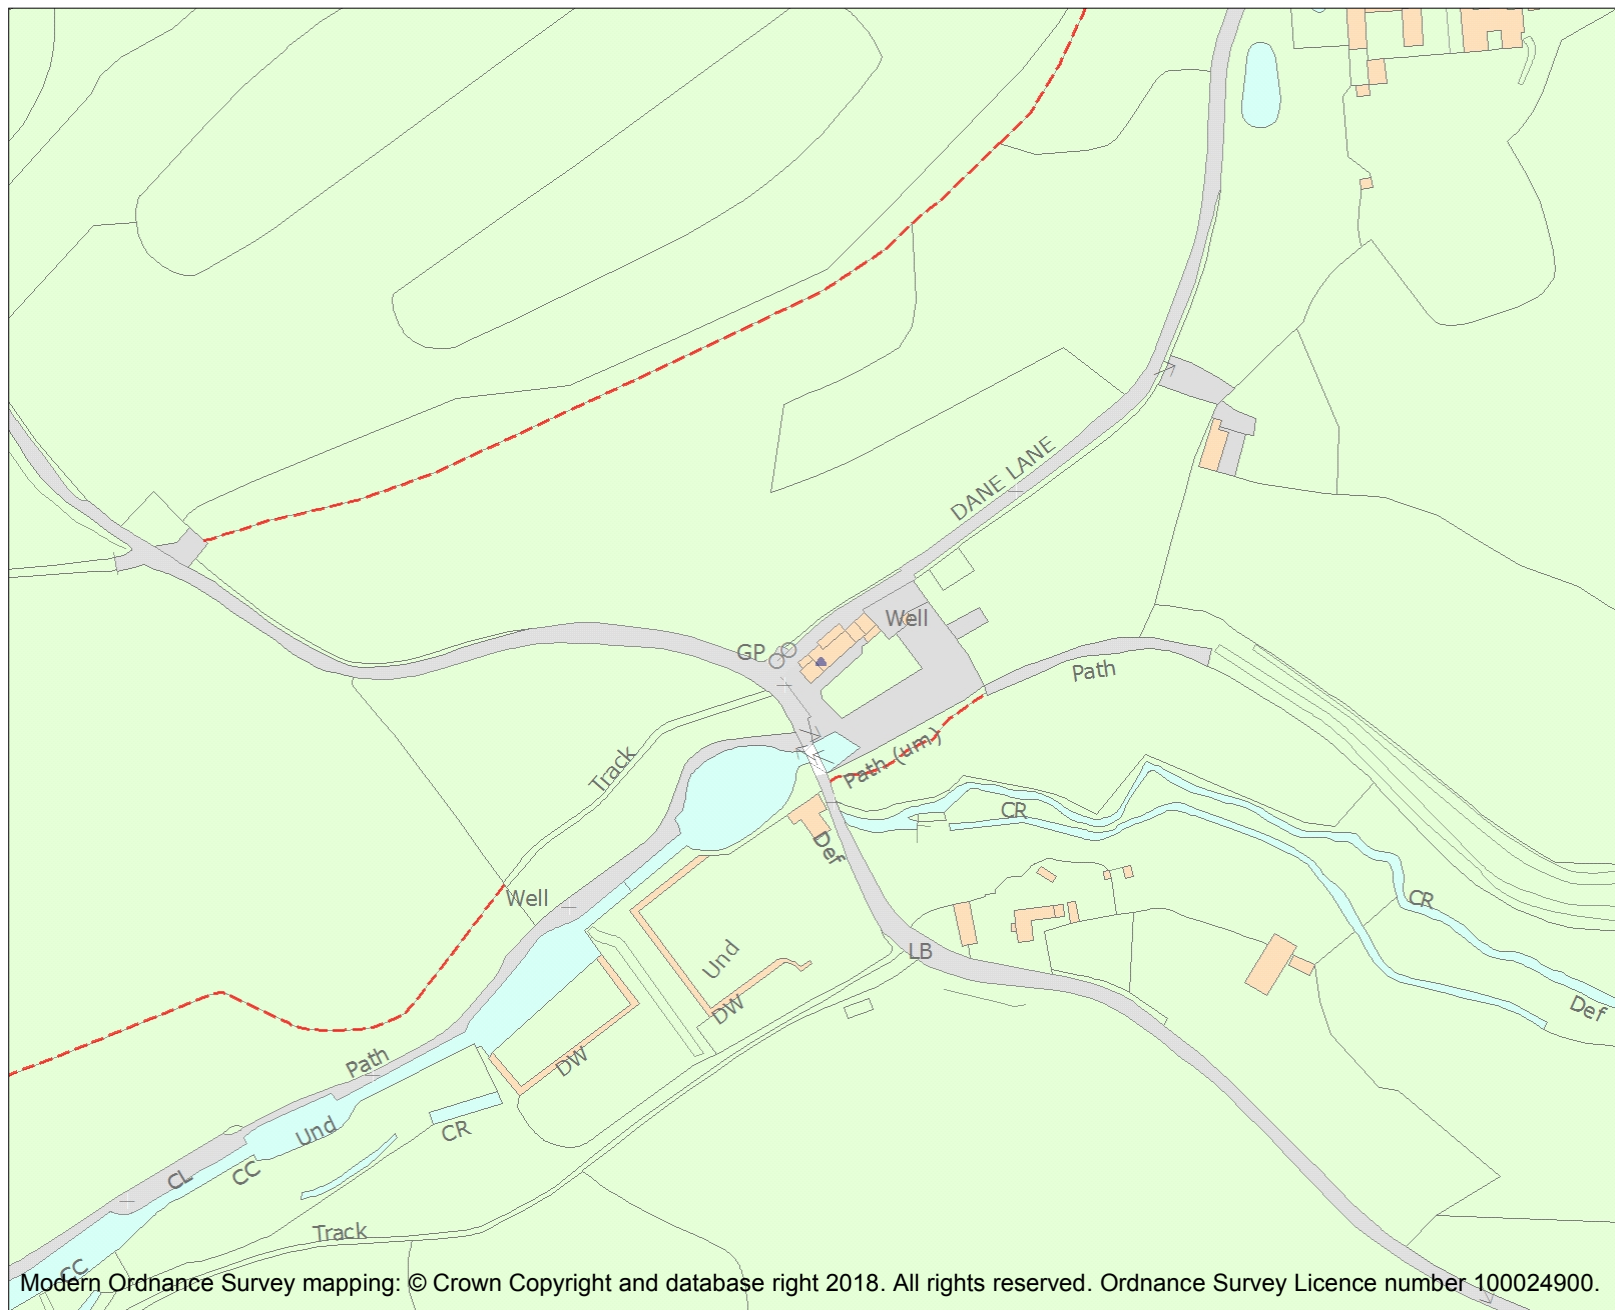 DANE LANE
Well
GP
Path
Path (um)
Track
CR
Def
Well
CR
Und
LB
DW
Def
DW
Path
Und
CR
CC
CL
Track
CC
Modern Ordnance Survey mapping: © Crown Copyright and database right 2018. All rights reserved. Ordnance Survey Licence number 100024900.